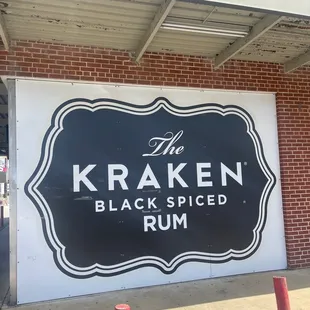 The
KRAKEN®
BLACK SPICED
RUM